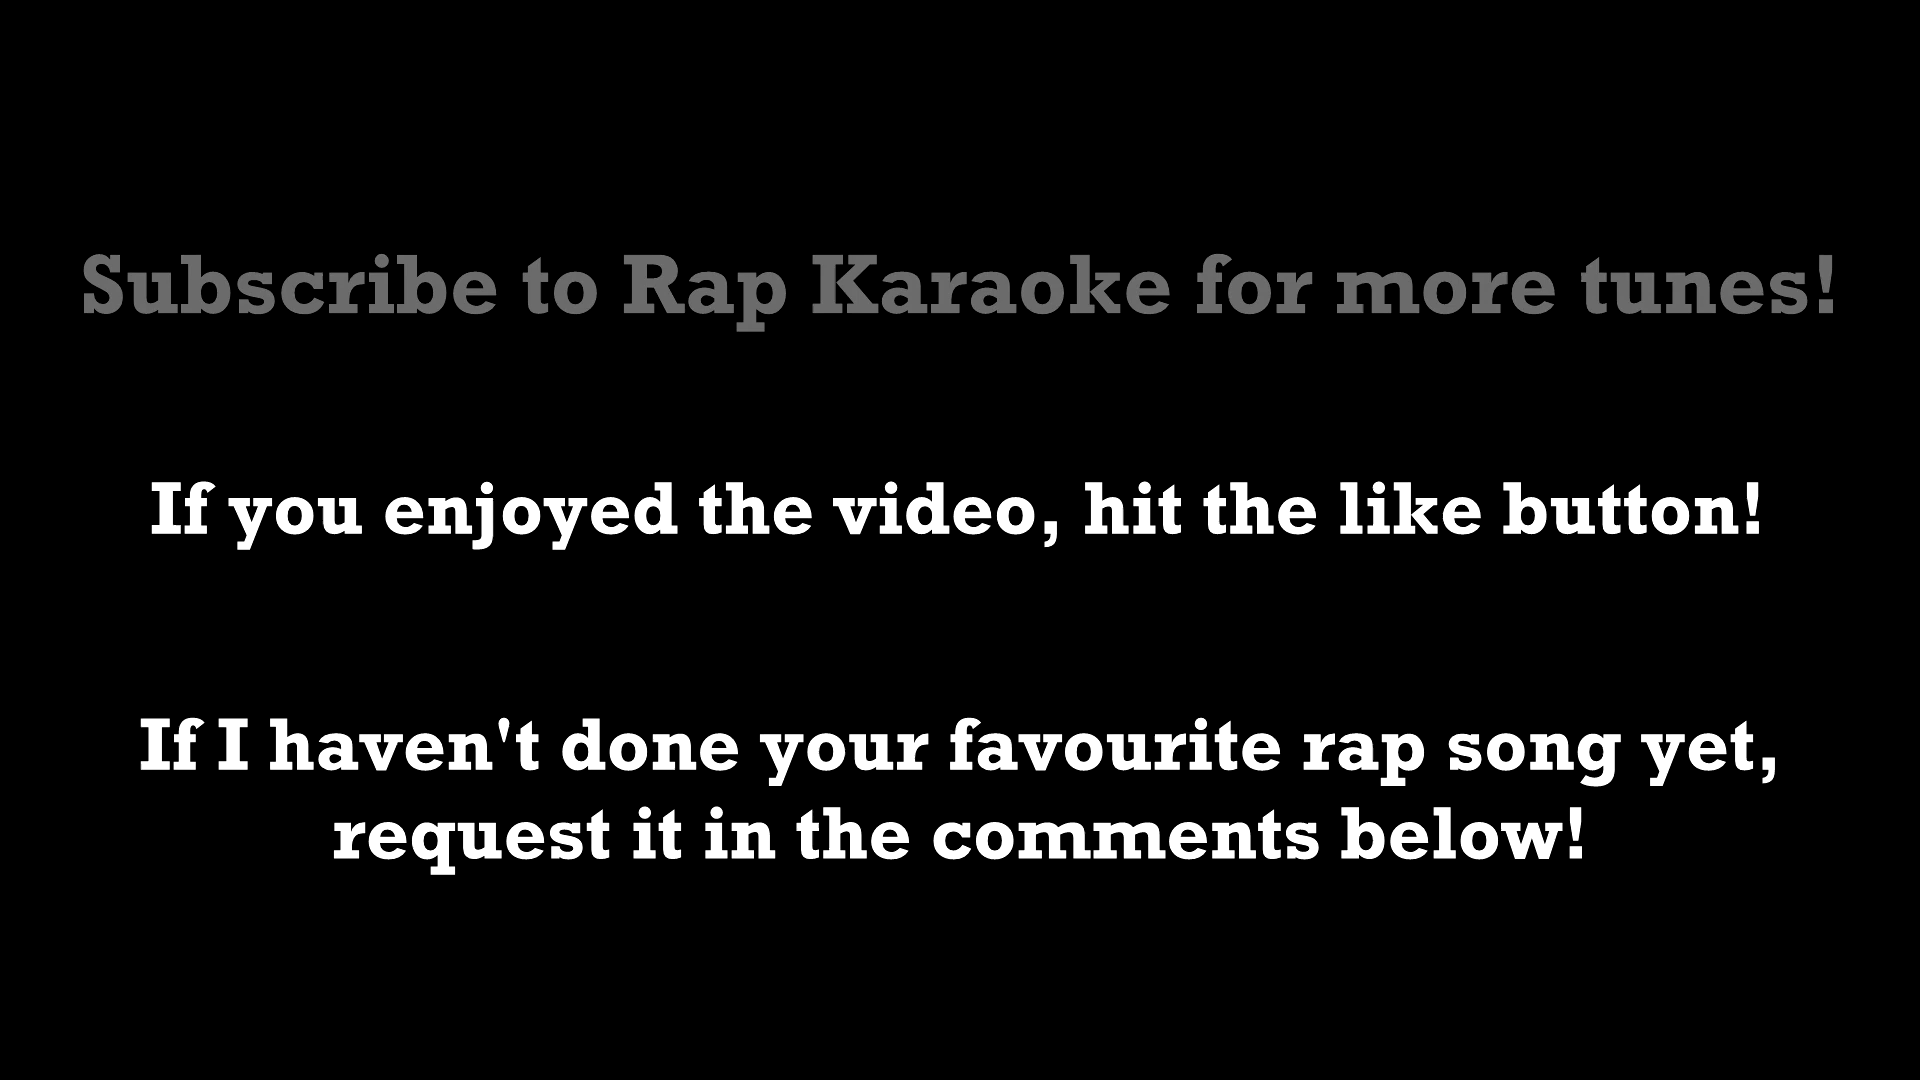 Subscribe to Rap Karaoke for more tunes!
If you enjoyed the video, hit the like button!
If I haven't done your favourite rap song yet,
request it in the comments below!